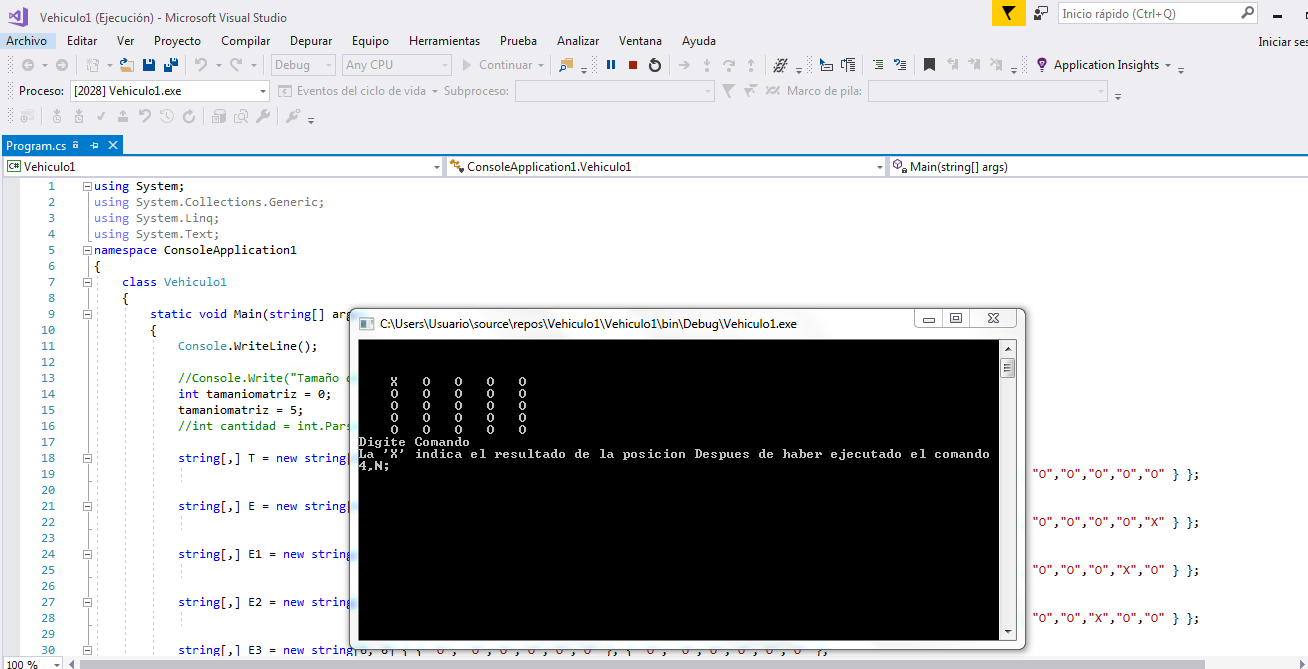 Vehiculo1 (Ejecución) - Microsoft Visual Studio
Inicio rápido (Ctrl+Q)
Archivo Editar Ver Proyecto Compilar Depurar Equipo Herramientas Prueba Analizar Ventana Ayuda
Iniciar ses
Debug Any CPU Continuar Application Insights
Proceso: [2028] Vehiculo1.exe Eventos del ciclo de vida Subproceso: Marco de pila:
Program.cs
C# Vehiculo1 ConsoleApplication1.Vehiculo1 Main(string[] args)
1 using System;
2 using System.Collections.Generic;
3 using System.Linq;
4 using System.Text;
5 namespace ConsoleApplication1
6 {
7 class Vehiculo1
8 {
9 static void Main(string[] arg
10 {
11 Console.WriteLine();
12
13 //Console.Write("Tamaño d
14 int tamaniomatriz = 0;
15 tamaniomatriz = 5;
16 //int cantidad = int.Pars
17
18 string[,] T = new string[
19 "O","O","O","O","O" } };
20
21 string[,] E = new string[
22 "O","O","O","O","X" } };
23
24 string[,] E1 = new string
25 "O","O","O","X","O" } };
26
27 string[,] E2 = new string
28 "O","O","X","O","O" } };
29
30 string[,] E3 = new string[6, 6] { { "O", "O","O","O","O","O" }, { "O", "O","O","O","O","O" },
100 %
C:\Users\Usuario\source\repos\Vehiculo1\Vehiculo1\bin\Debug\Vehiculo1.exe
X O O O O
O O O O O
O O O O O
O O O O O
O O O O O
Digite Comando
La 'X' indica el resultado de la posicion Despues de haber ejecutado el comando
4,N;